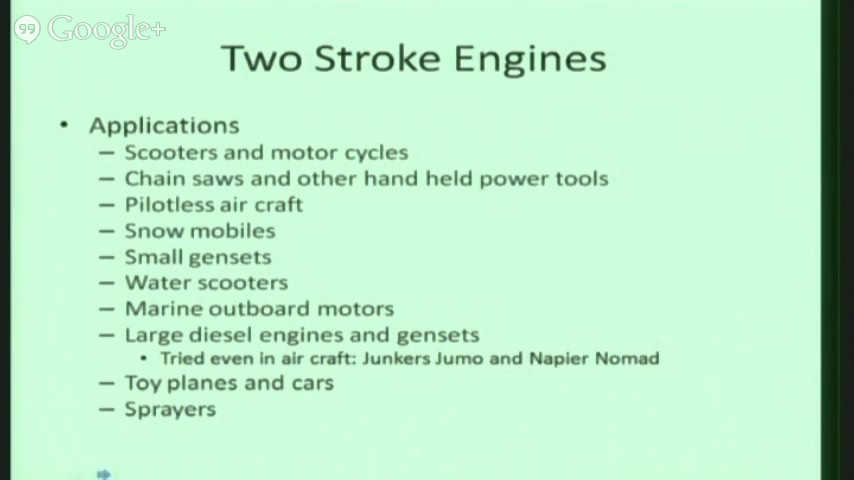 Google+
Two Stroke Engines
• Applications
– Scooters and motor cycles
– Chain saws and other hand held power tools
– Pilotless air craft
– Snow mobiles
– Small gensets
– Water scooters
– Marine outboard motors
– Large diesel engines and gensets
• Tried even in air craft: Junkers Jumo and Napier Nomad
– Toy planes and cars
– Sprayers